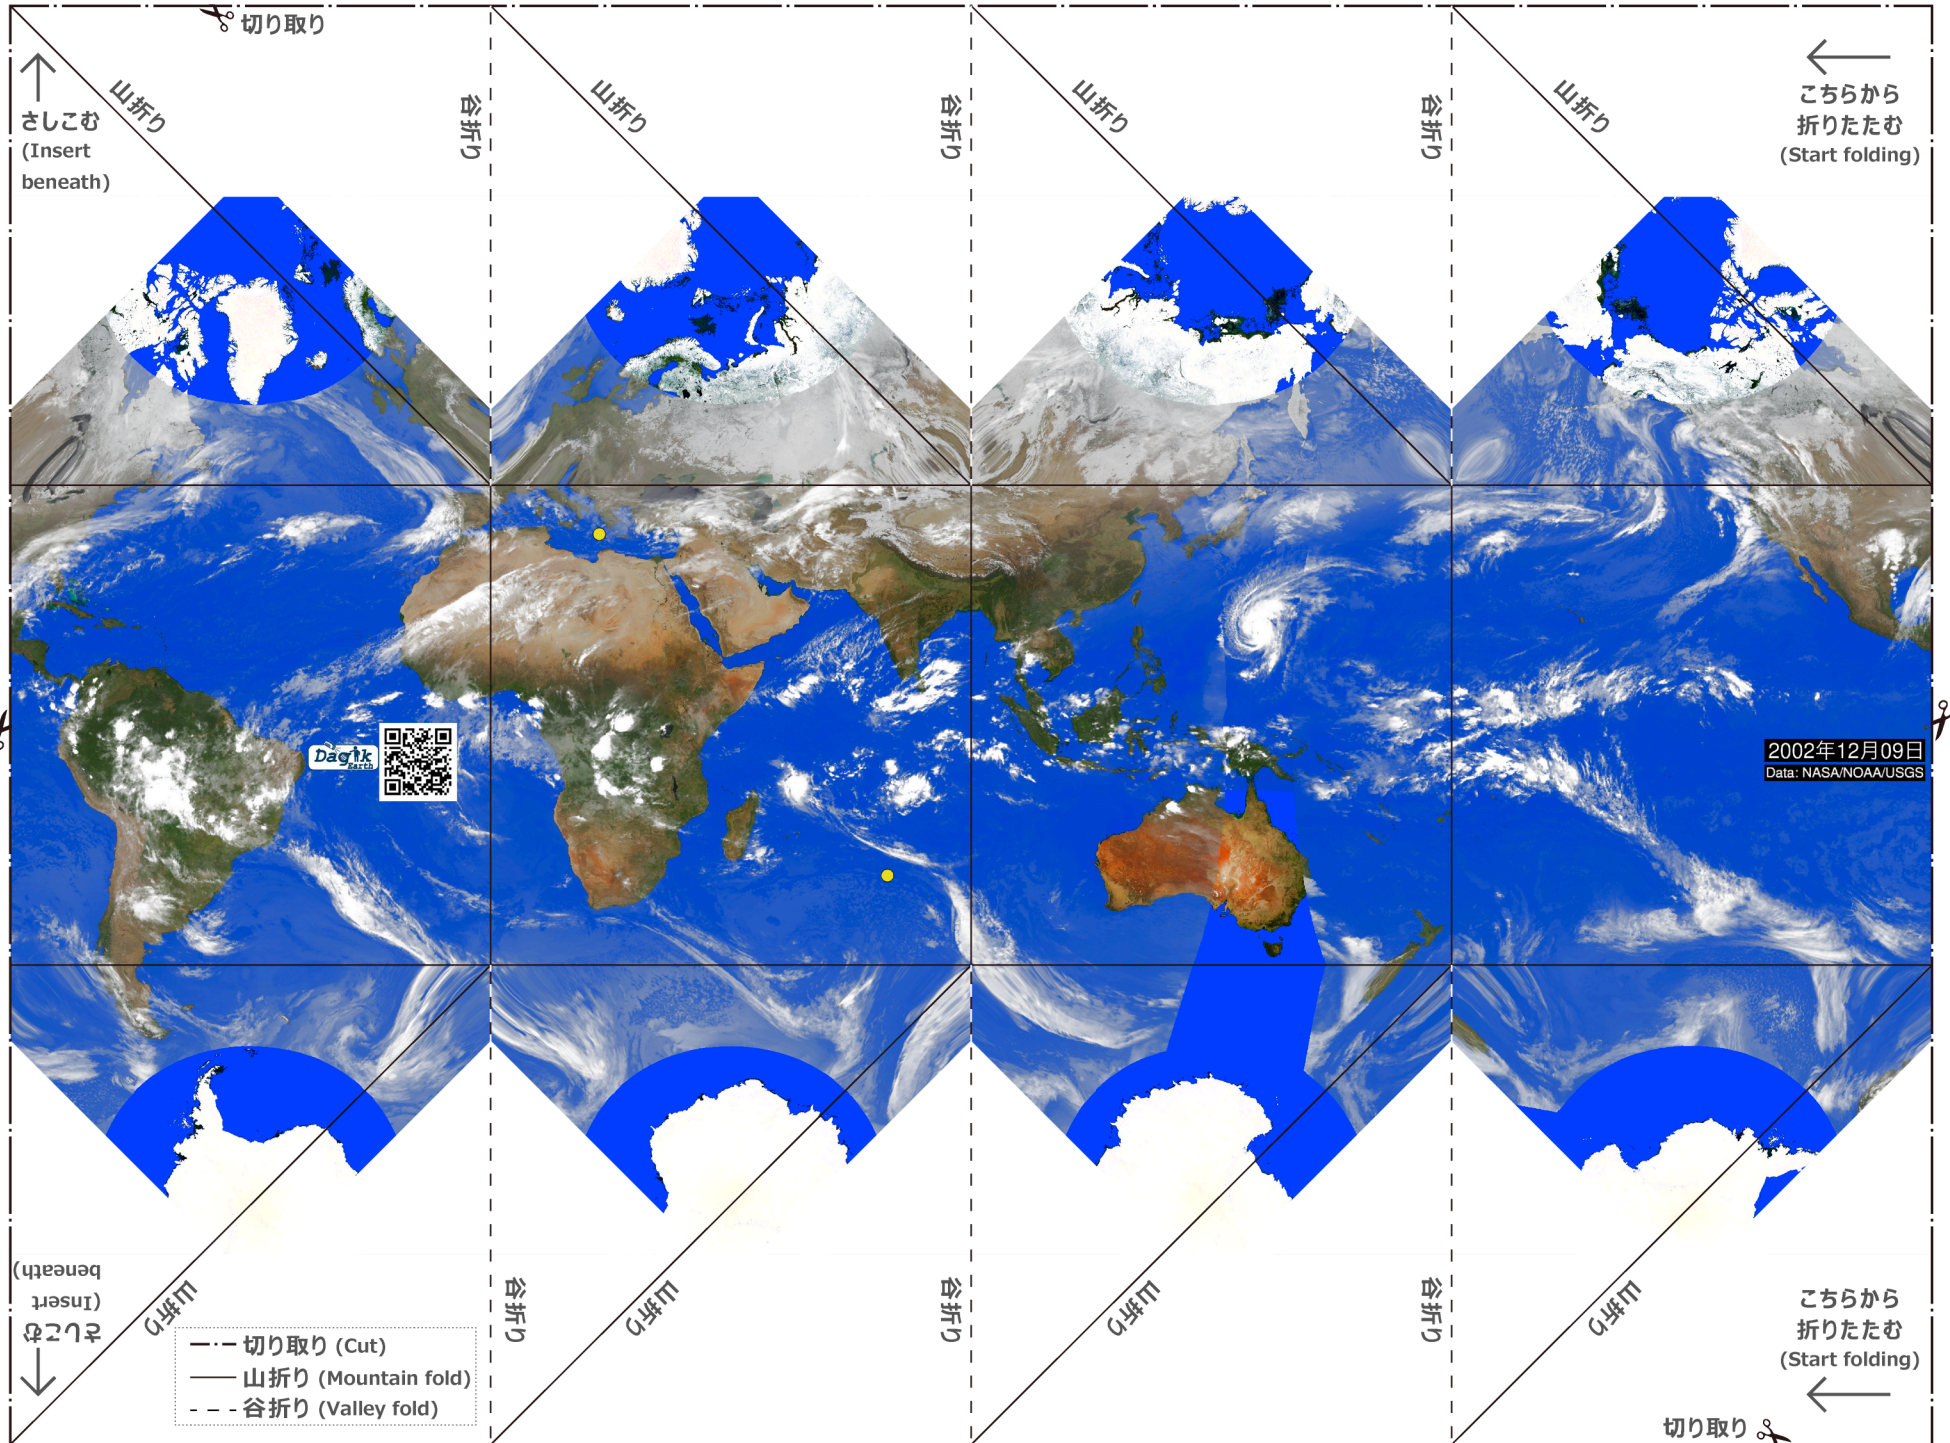 切り取り
さしこむ
(Insert
beneath)
山折り
谷折り
山折り
谷折り
山折り
谷折り
山折り
こちらから
折りたたむ
(Start folding)
Dagik
Earth
2002年12月09日
Data: NASA/NOAA/USGS
さしこむ
(Insert
beneath)
山折り
谷折り
山折り
谷折り
山折り
谷折り
山折り
こちらから
折りたたむ
(Start folding)
切り取り (Cut)
山折り (Mountain fold)
谷折り (Valley fold)
切り取り